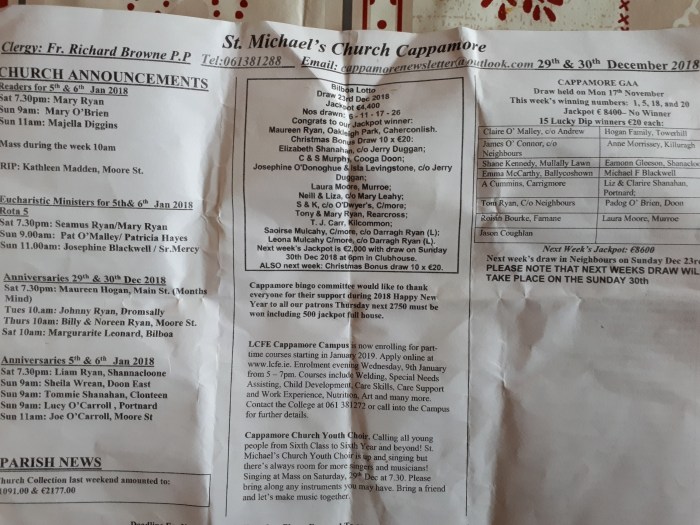 St. Michael's Church Cappamore
Clergy: Fr. Richard Browne P.P Tel:061381288 Email: cappamorenewsletter@outlook.com 29th & 30th December 2018
CHURCH ANNOUNCEMENTS
Readers for 5th & 6th Jan 2018
Sat 7.30pm: Mary Ryan
Sun 9am: Mary O'Brien
Sun 11am: Majella Diggins
Mass during the week 10am
RIP: Kathleen Madden, Moore St.
Eucharistic Ministers for 5th& 6th Jan 2018
Rota 5
Sat 7.30pm: Seamus Ryan/Mary Ryan
Sun 9.00am: Pat O'Malley/ Patricia Hayes
Sun 11.00am: Josephine Blackwell /Sr.Mercy
Anniversaries 29th & 30th Dec 2018
Sat 7.30pm: Maureen Hogan, Main St. (Months
Mind)
Tues 10am: Johnny Ryan, Dromsally
Thurs 10am: Billy & Noreen Ryan, Moore St.
Sat 10am: Margurarite Leonard, Bilboa
Anniversaries 5th & 6th Jan 2018
Sat 7.30pm: Liam Ryan, Shannacloone
Sun 9am: Sheila Wrean, Doon East
Sun 9am: Tommie Shanahan, Clonteen
Sun 9am: Lucy O'Carroll , Portnard
Sun 11am: Joe O'Carroll, Moore St
PARISH NEWS
Church Collection last weekend amounted to:
1091.00 & €2177.00
Bilboa Lotto
Draw 23rd Dec 2018
Jackpot €4,400
Nos drawn: 6 - 11 - 17 - 26
Congrats to our Jackpot winner:
Maureen Ryan, Oakleigh Park, Caherconlish.
Christmas Bonus Draw 10 x €20:
Elizabeth Shanahan, c/o Jerry Duggan;
C & S Murphy, Cooga Doon;
Josephine O'Donoghue & Isla Levingstone, c/o Jerry
Duggan;
Laura Moore, Murroe;
Neill & Liza, c/o Mary Leahy;
S & K, c/o O'Dwyer's, C/more;
Tony & Mary Ryan, Rearcross;
T. J. Carr, Kilcommon;
Saoirse Mulcahy, C/more, c/o Darragh Ryan (L);
Leona Mulcahy C/more, c/o Darragh Ryan (L).
Next week's Jackpot is €2,000 with draw on Sunday
30th Dec 2018 at 6pm in Clubhouse.
ALSO next week: Christmas Bonus draw 10 x €20.
Cappamore bingo committee would like to thank
everyone for their support during 2018 Happy New
Year to all our patrons Thursday next 2750 must be
won including 500 jackpot full house.
LCFE Cappamore Campus is now enrolling for part-
time courses starting in January 2019. Apply online at
www.lcfe.ie. Enrolment evening Wednesday, 9th January
from 5 – 7pm. Courses include Welding, Special Needs
Assisting, Child Development, Care Skills, Care Support
and Work Experience, Nutrition, Art and many more.
Contact the College at 061 381272 or call into the Campus
for further details.
Cappamore Church Youth Choir. Calling all young
people from Sixth Class to Sixth Year and beyond! St.
Michael's Church Youth Choir is up and singing but
there's always room for more singers and musicians!
Singing at Mass on Saturday, 29th Dec at 7.30. Please
bring along any instruments you may have. Bring a friend
and let's make music together.
CAPPAMORE GAA
Draw held on Mon 17th November
This week's winning numbers: 1, 5, 18, and 20
Jackpot € 8400– No Winner
15 Lucky Dip winners €20 each:
Claire O' Malley, c/o Andrew Hogan Family, Towerhill
James O' Connor, c/o Anne Morrissey, Killuragh
Neighbours
Shane Kennedy, Mullally Lawn Eamonn Gleeson, Shanacloo
Emma McCarthy, Ballycoshown Michael F Blackwell
A Cummins, Carrigmore Liz & Clarire Shanahan,
Portnard;
Tom Ryan, C/o Neighbours Padog O' Brien, Doon
Roisin Bourke, Farnane Laura Moore, Murroe
Jason Coughlan
Next Week's Jackpot: €8600
Next week's draw in Neighbours on Sunday Dec 23r
PLEASE NOTE THAT NEXT WEEKS DRAW WIL
TAKE PLACE ON THE SUNDAY 30th